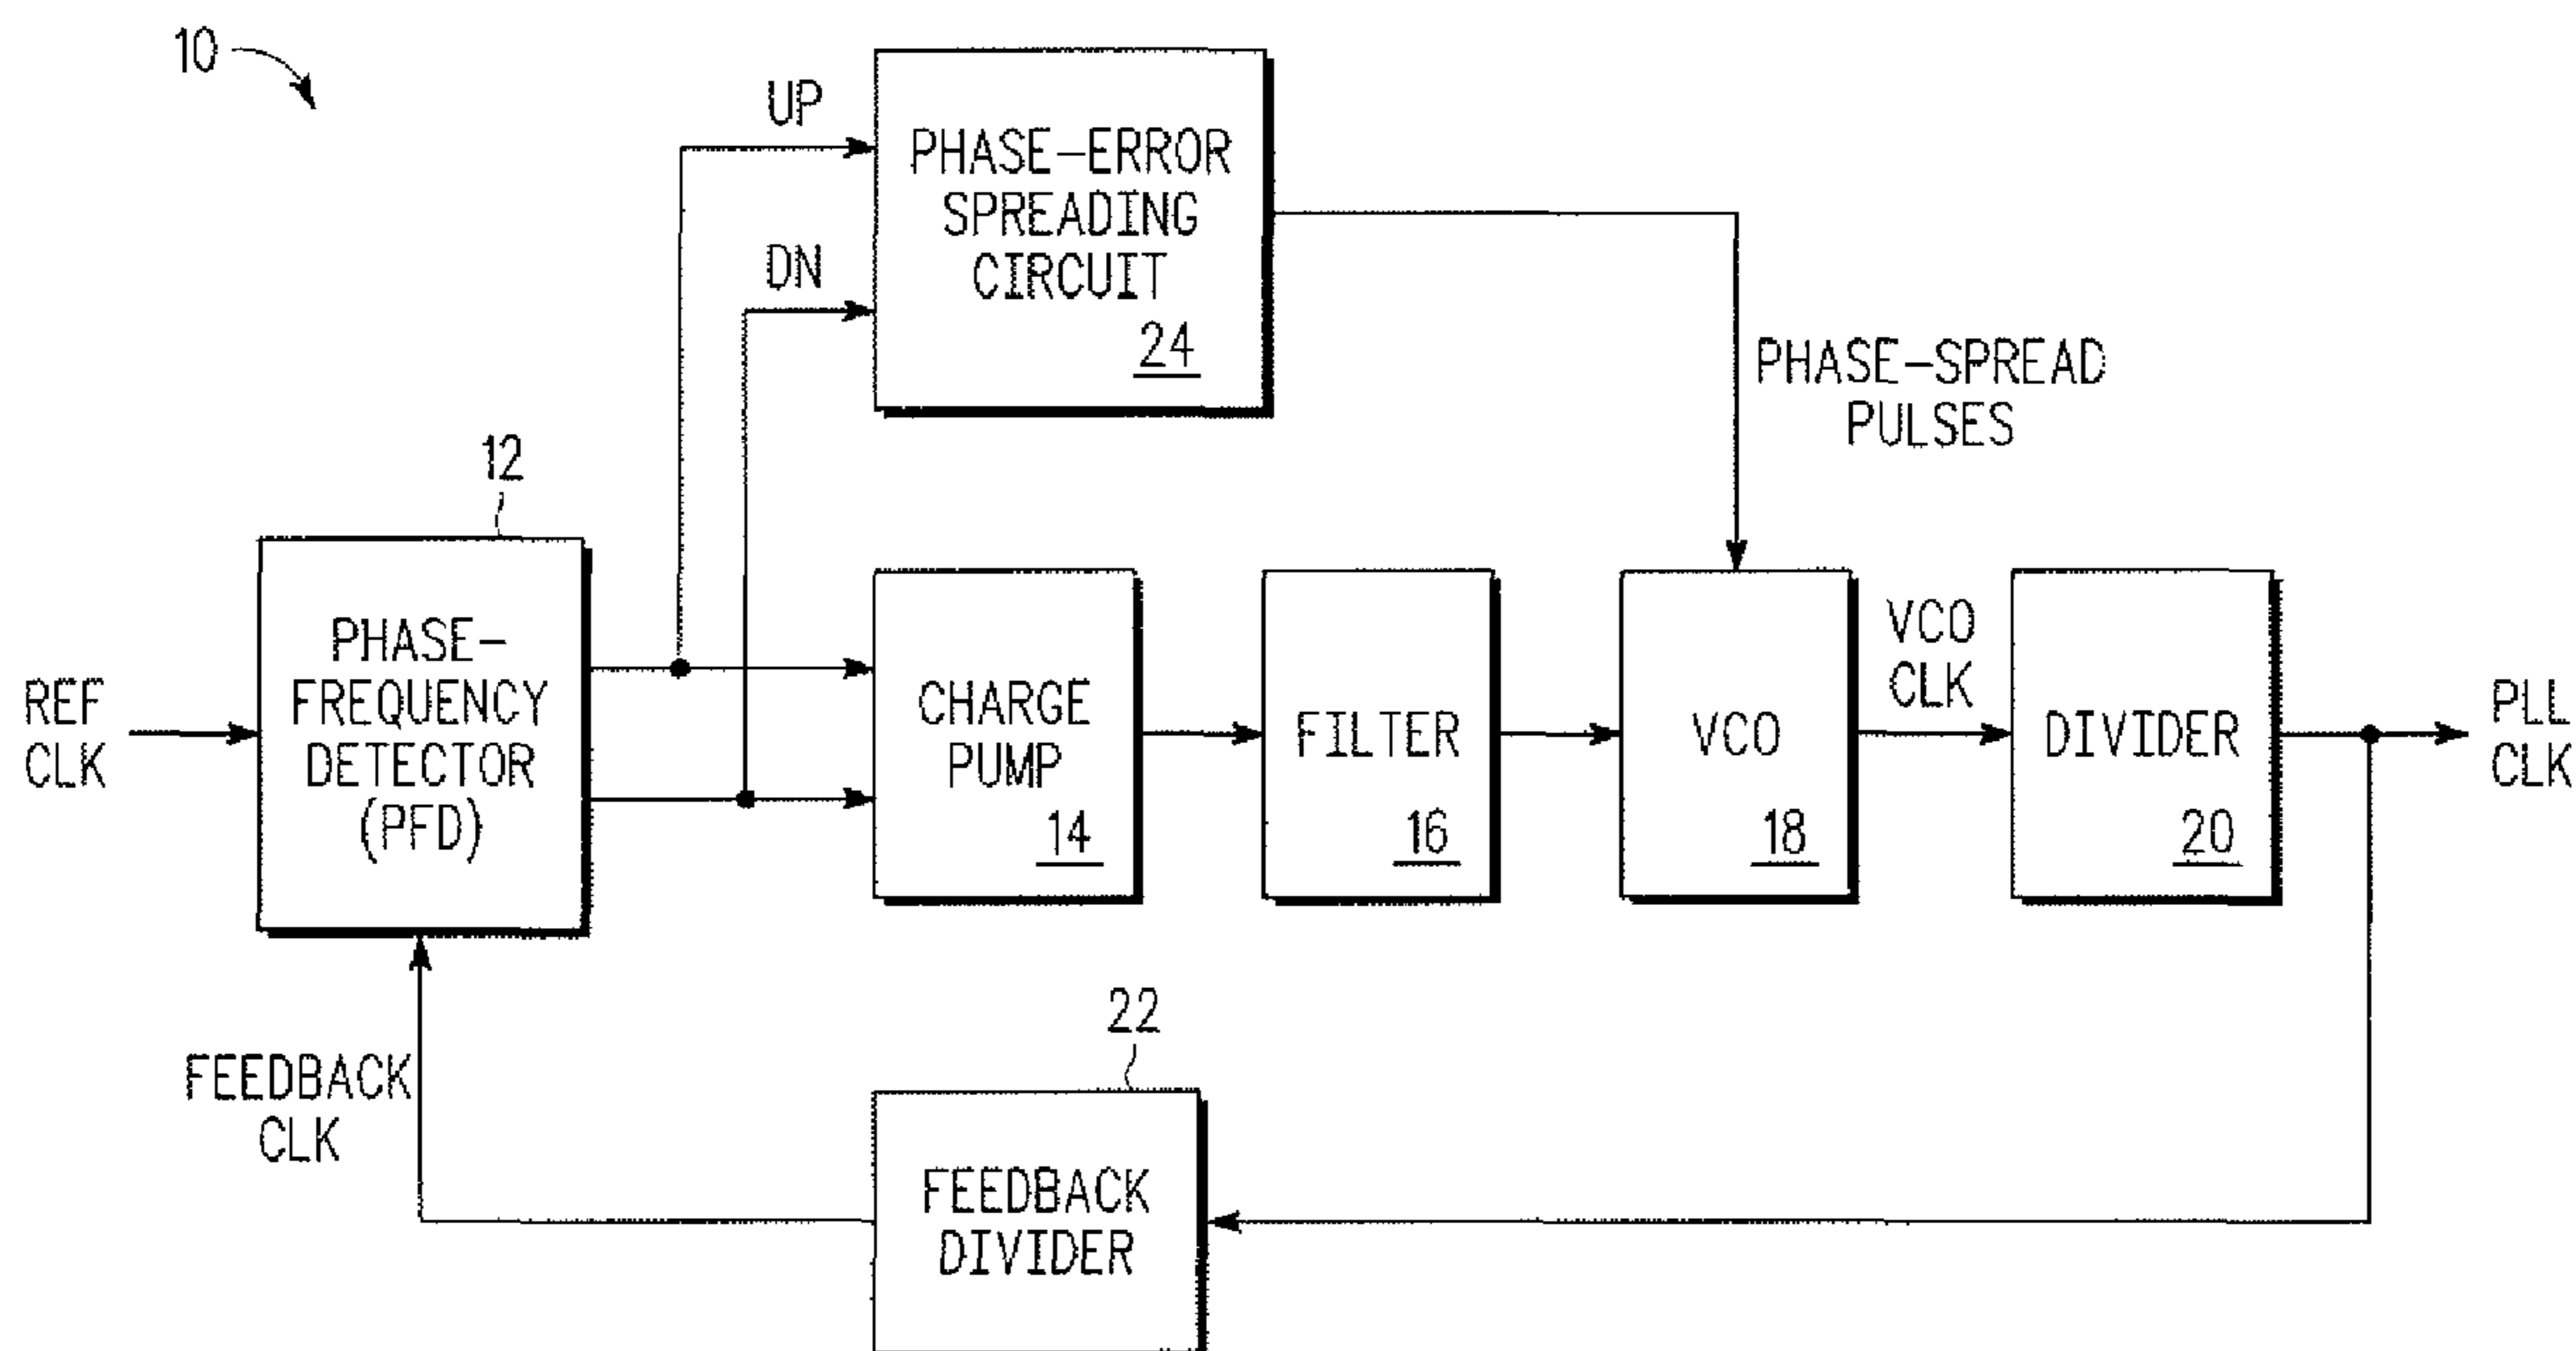 10
UP
DN
PHASE-ERROR
SPREADING
CIRCUIT
24
PHASE-SPREAD
PULSES
12
REF
CLK
PHASE-
FREQUENCY
DETECTOR
(PFD)
CHARGE
PUMP
14
FILTER
16
VCO
18
VCO
CLK
DIVIDER
20
PLL
CLK
FEEDBACK
CLK
22
FEEDBACK
DIVIDER